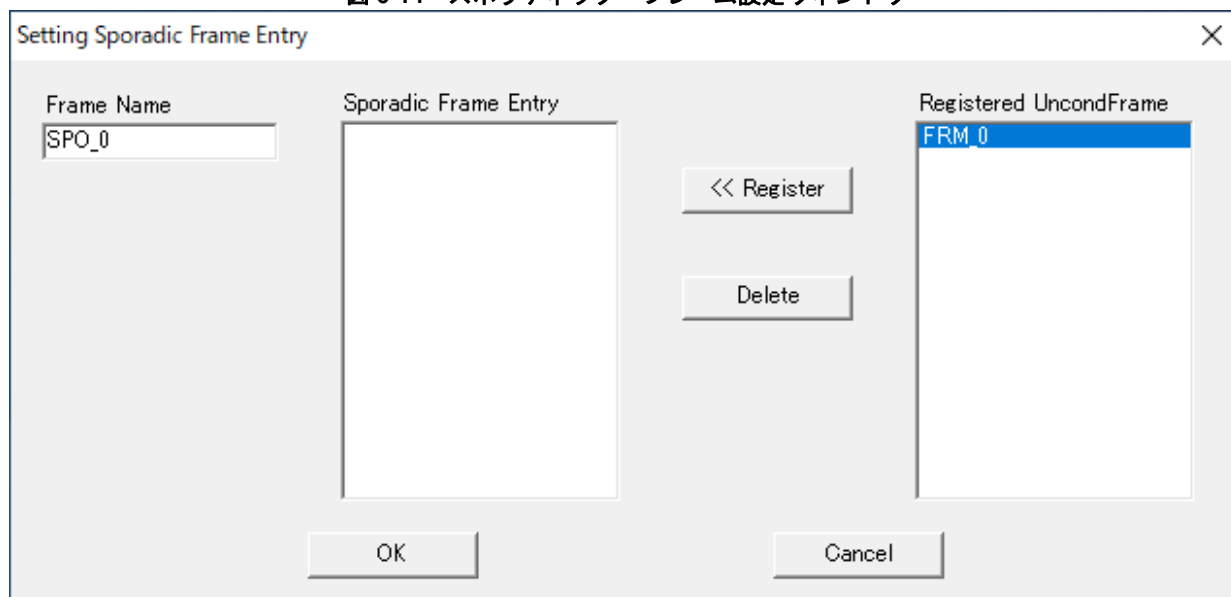 Setting Sporadic Frame Entry
Frame Name
SPO_0
Sporadic Frame Entry
<< Register
Delete
Registered UncondFrame
FRM_0
OK
Cancel